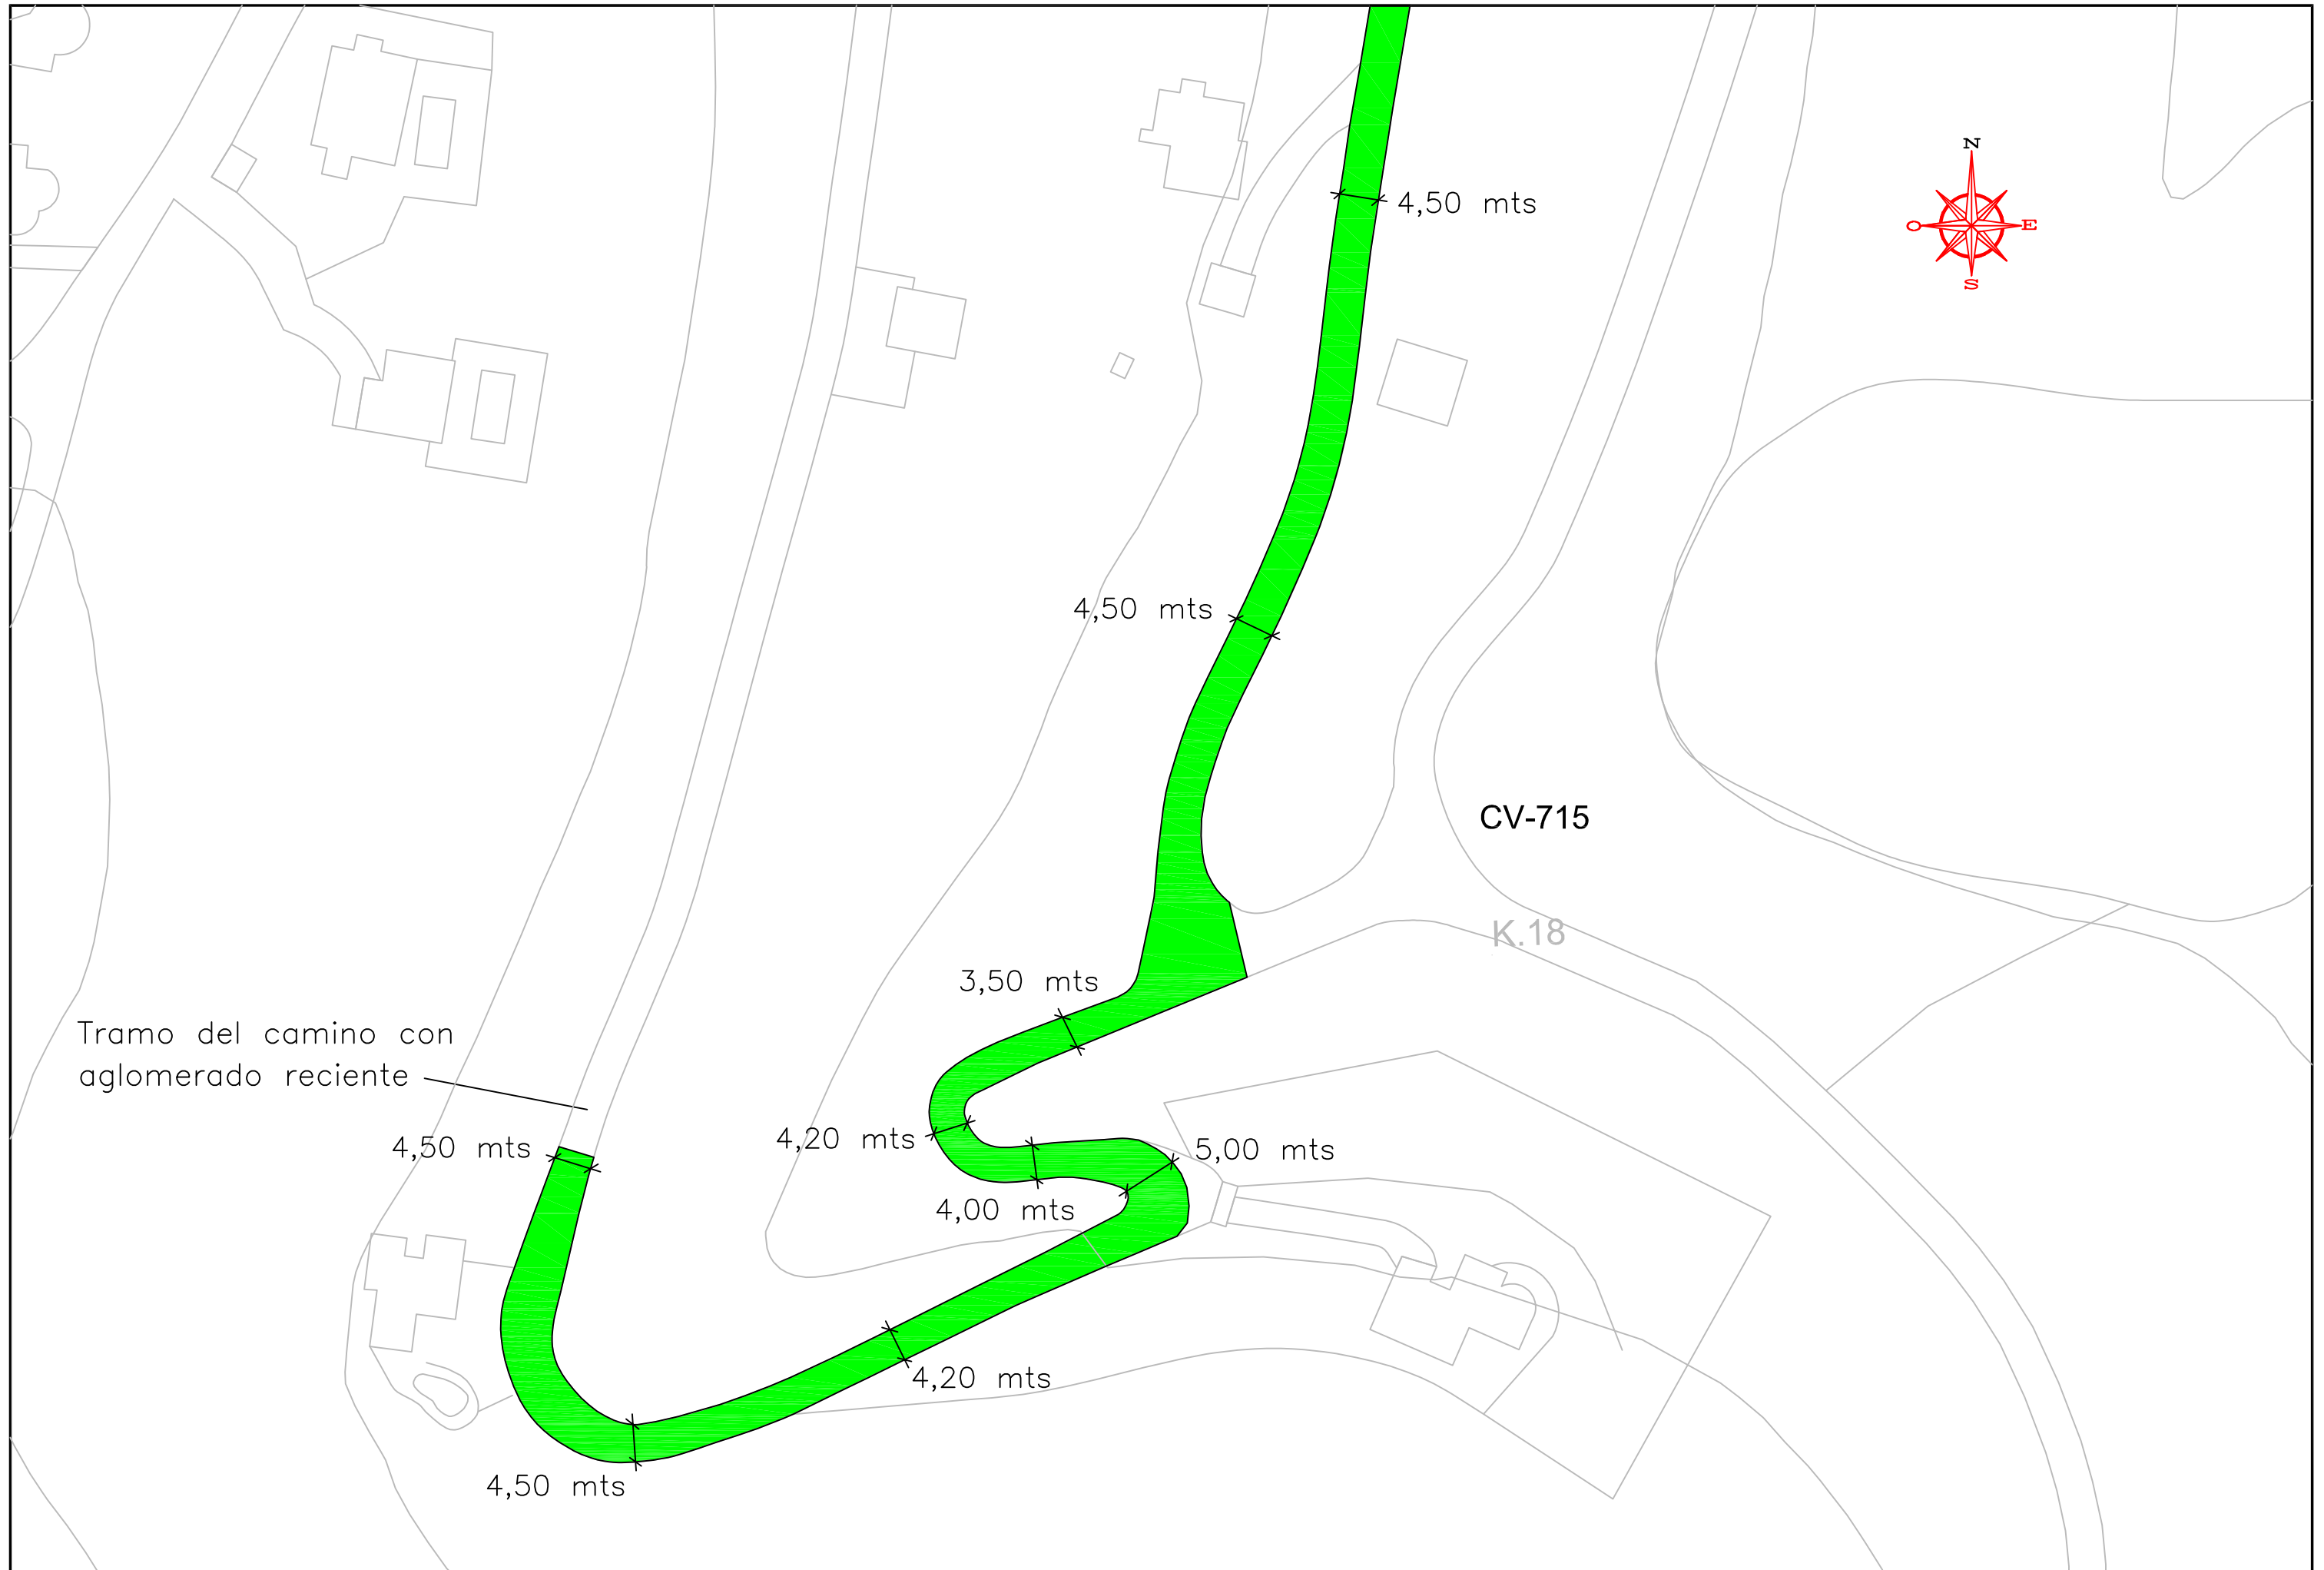 N
O
E
S
4,50 mts
4,50 mts
CV-715
K.18
3,50 mts
Tramo del camino con
aglomerado reciente
4,50 mts
4,20 mts
5,00 mts
4,00 mts
4,20 mts
4,50 mts